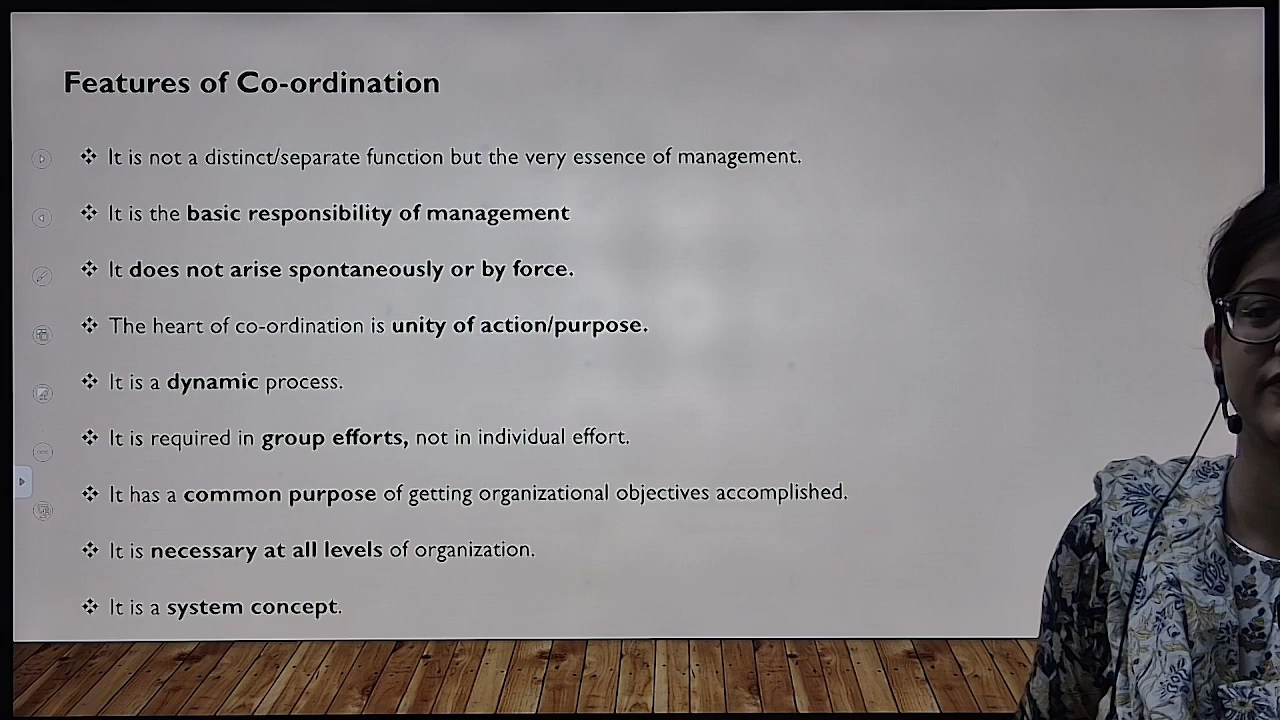 Features of Co-ordination
❖ It is not a distinct/separate function but the very essence of management.
❖ It is the basic responsibility of management
❖ It does not arise spontaneously or by force.
❖ The heart of co-ordination is unity of action/purpose.
❖ It is a dynamic process.
❖ It is required in group efforts, not in individual effort.
❖ It has a common purpose of getting organizational objectives accomplished.
❖ It is necessary at all levels of organization.
❖ It is a system concept.